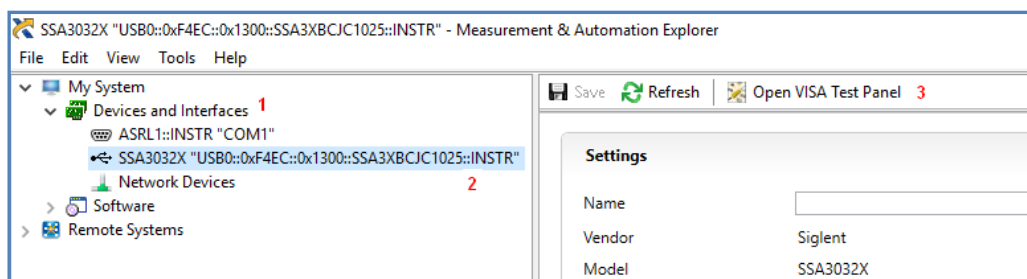 SSA3032X "USB0::0xF4EC::0x1300::SSA3XBCJC1025::INSTR" - Measurement & Automation Explorer
File Edit View Tools Help
My System
Devices and Interfaces 1
ASRL1::INSTR "COM1"
SSA3032X "USB0::0xF4EC::0x1300::SSA3XBCJC1025::INSTR"
Network Devices 2
Software
Remote Systems
Save Refresh Open VISA Test Panel 3
Settings
Name
Vendor Siglent
Model SSA3032X